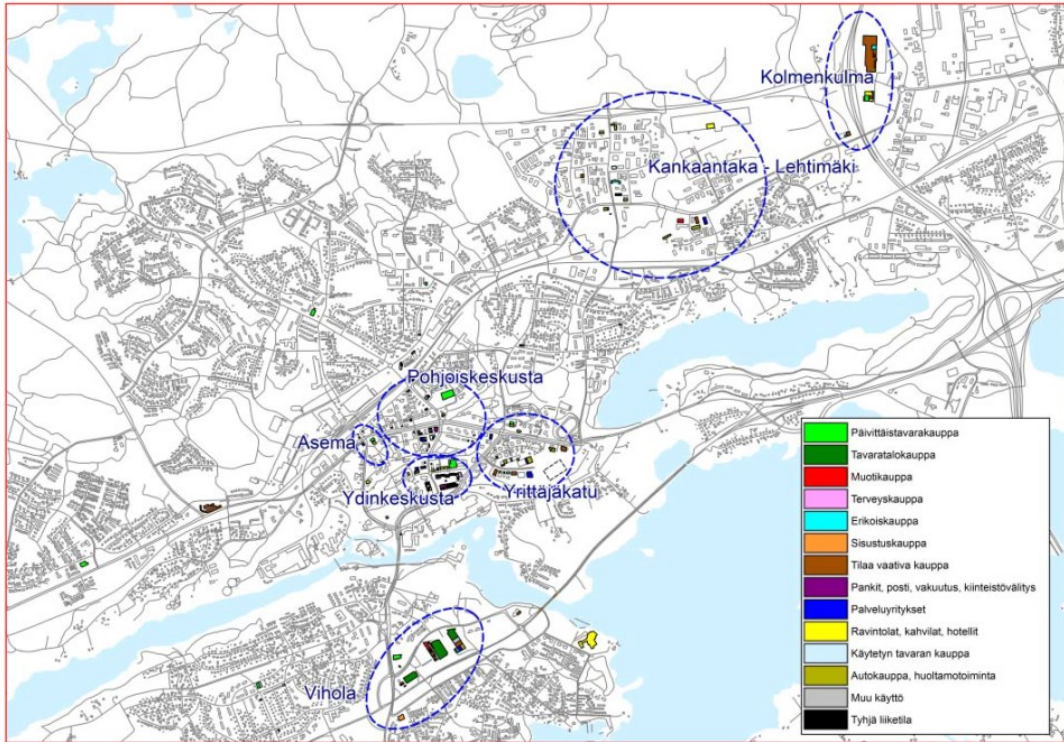 Kolmenkulma
Kankaantaka - Lehtimäki
Pohjoiskeskusta
Asema
Ydinkeskusta
Yrittäjäkatu
Vihola
Päivittäistavarakauppa
Tavaratalokauppa
Muotikauppa
Terveyskauppa
Erikoiskauppa
Sisustuskauppa
Tilaa vaativa kauppa
Pankit, posti, vakuutus, kiinteistövälitys
Palveluyritykset
Ravintolat, kahvilat, hotellit
Käytetyn tavaran kauppa
Autokauppa, huoltamotoiminta
Muu käyttö
Tyhjä liiketila